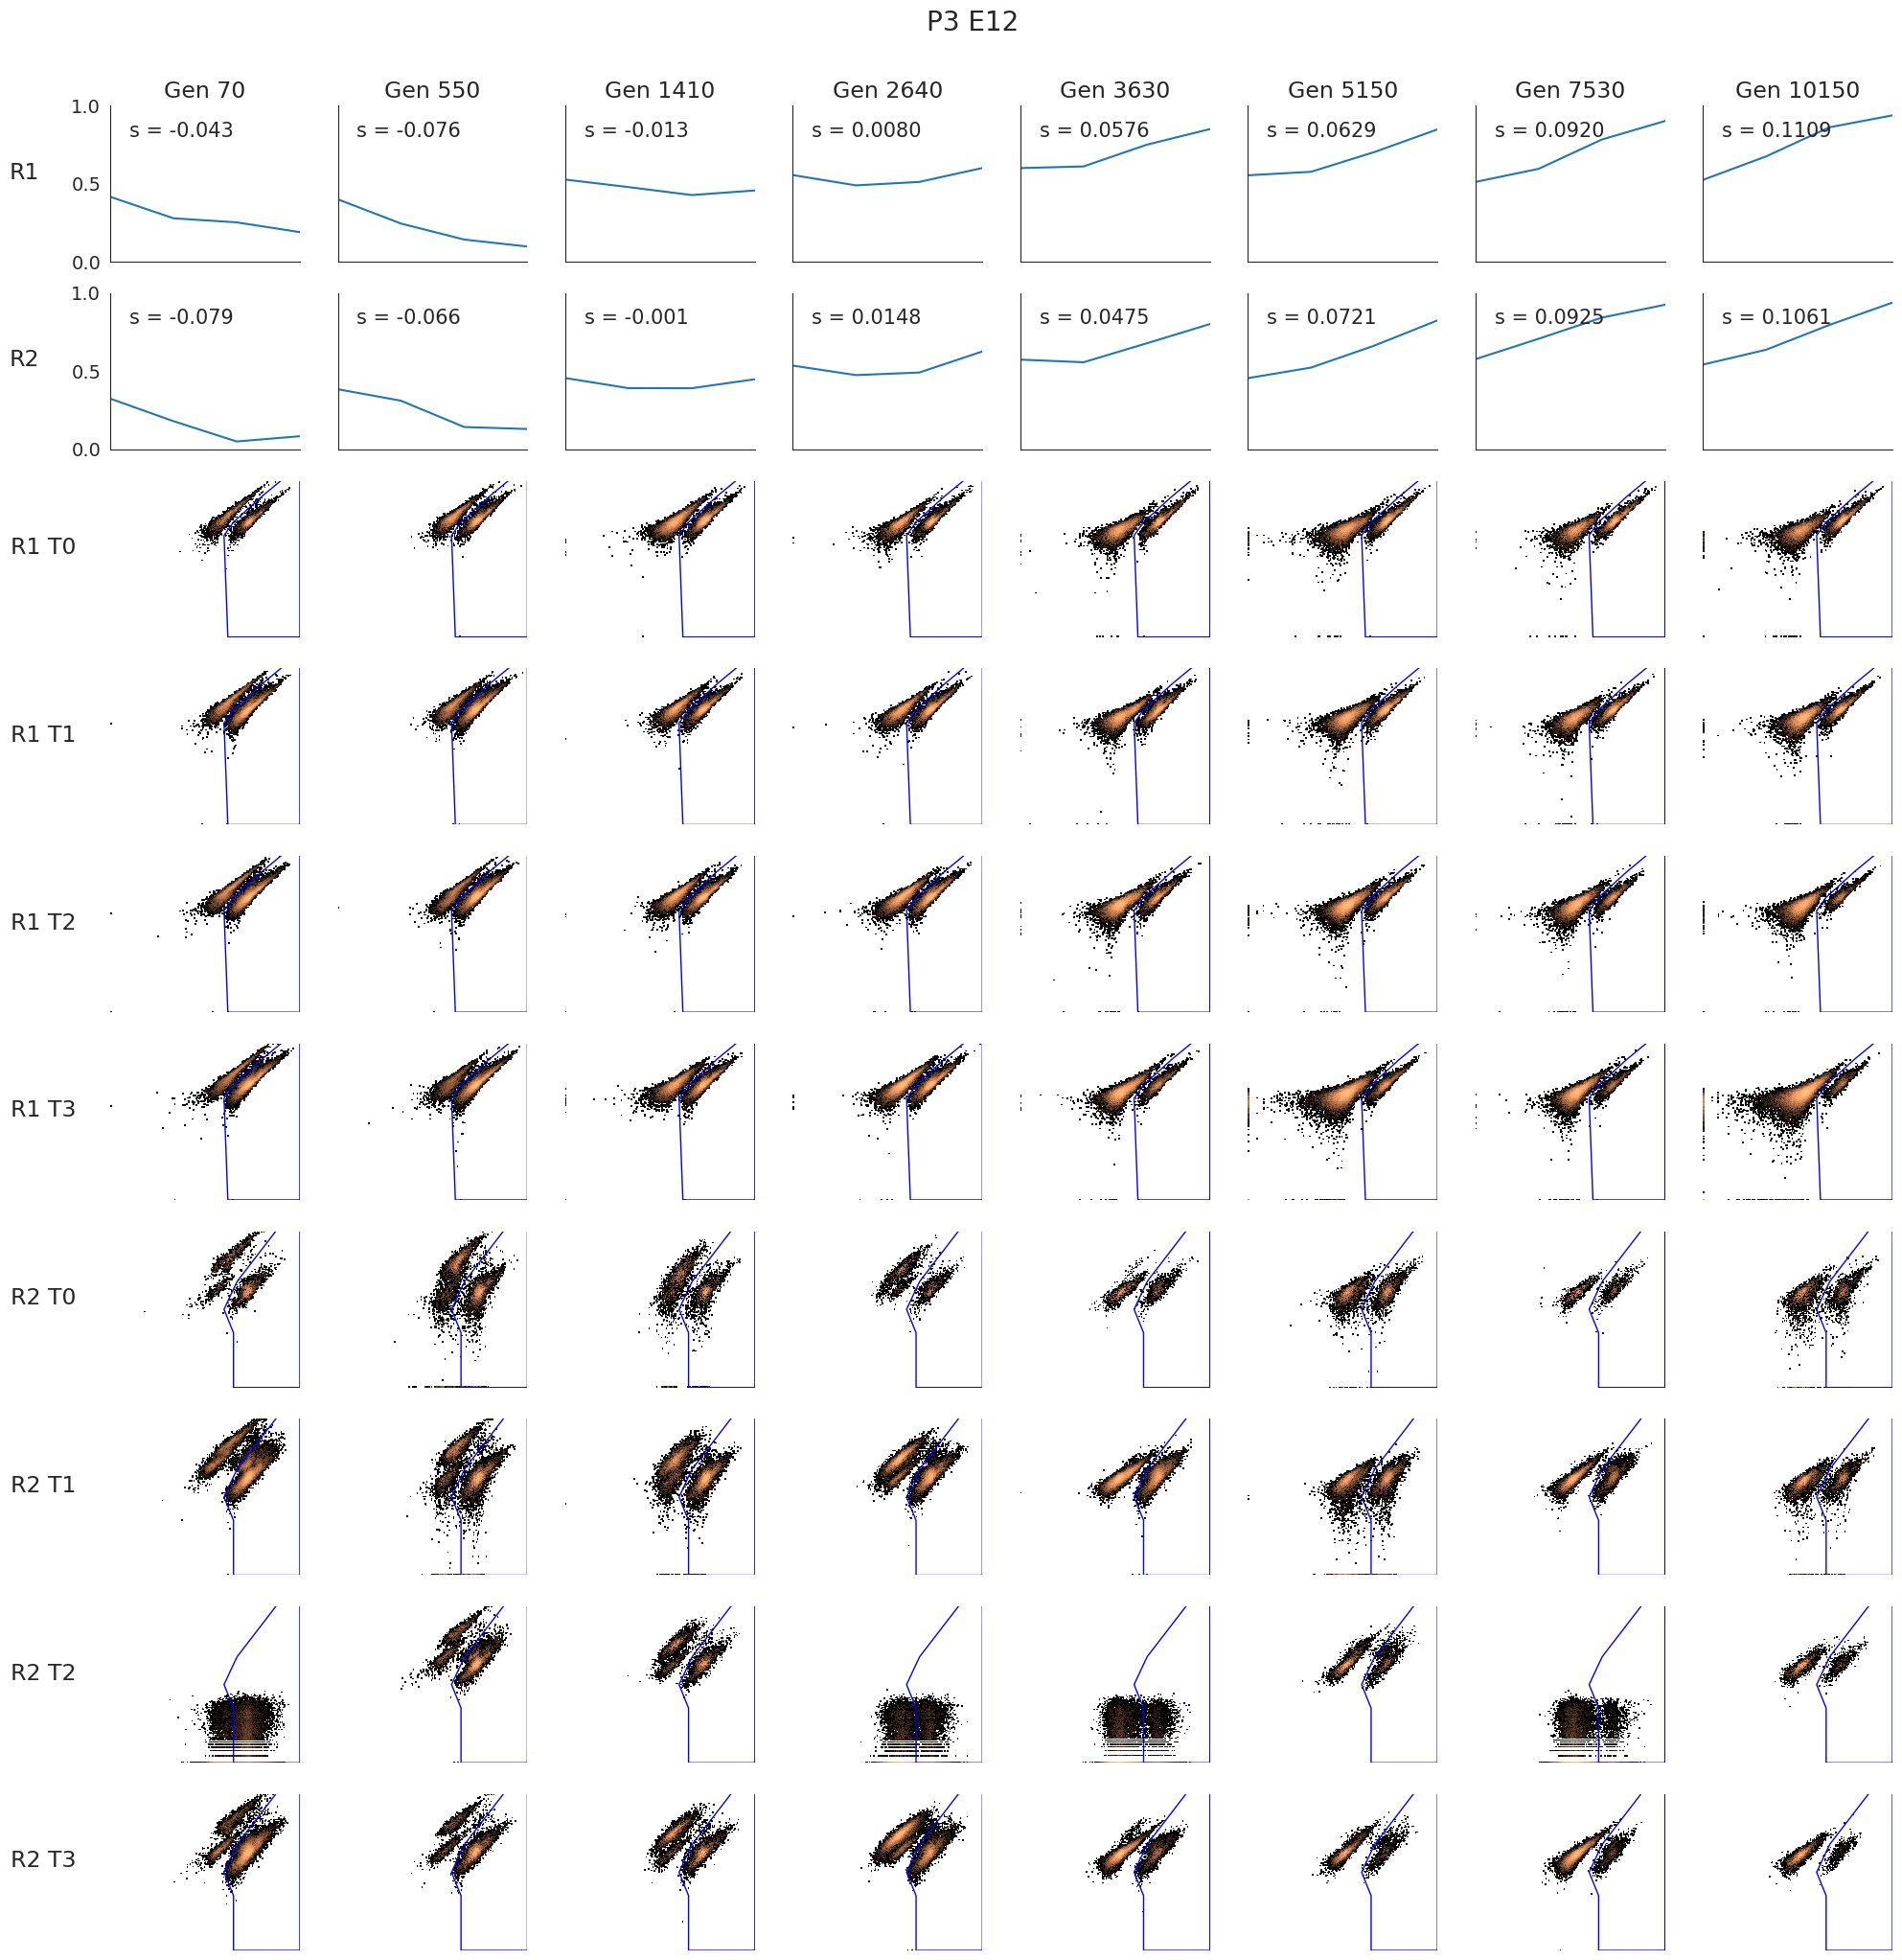 P3 E12
Gen 70 Gen 550 Gen 1410 Gen 2640 Gen 3630 Gen 5150 Gen 7530 Gen 10150
1.0
s = -0.043 s = -0.076 s = -0.013 s = 0.0080 s = 0.0576 s = 0.0629 s = 0.0920 s = 0.1109
R1
0.5
0.0
1.0
s = -0.079 s = -0.066 s = -0.001 s = 0.0148 s = 0.0475 s = 0.0721 s = 0.0925 s = 0.1061
R2
0.5
0.0
R1 T0
R1 T1
R1 T2
R1 T3
R2 T0
R2 T1
R2 T2
R2 T3